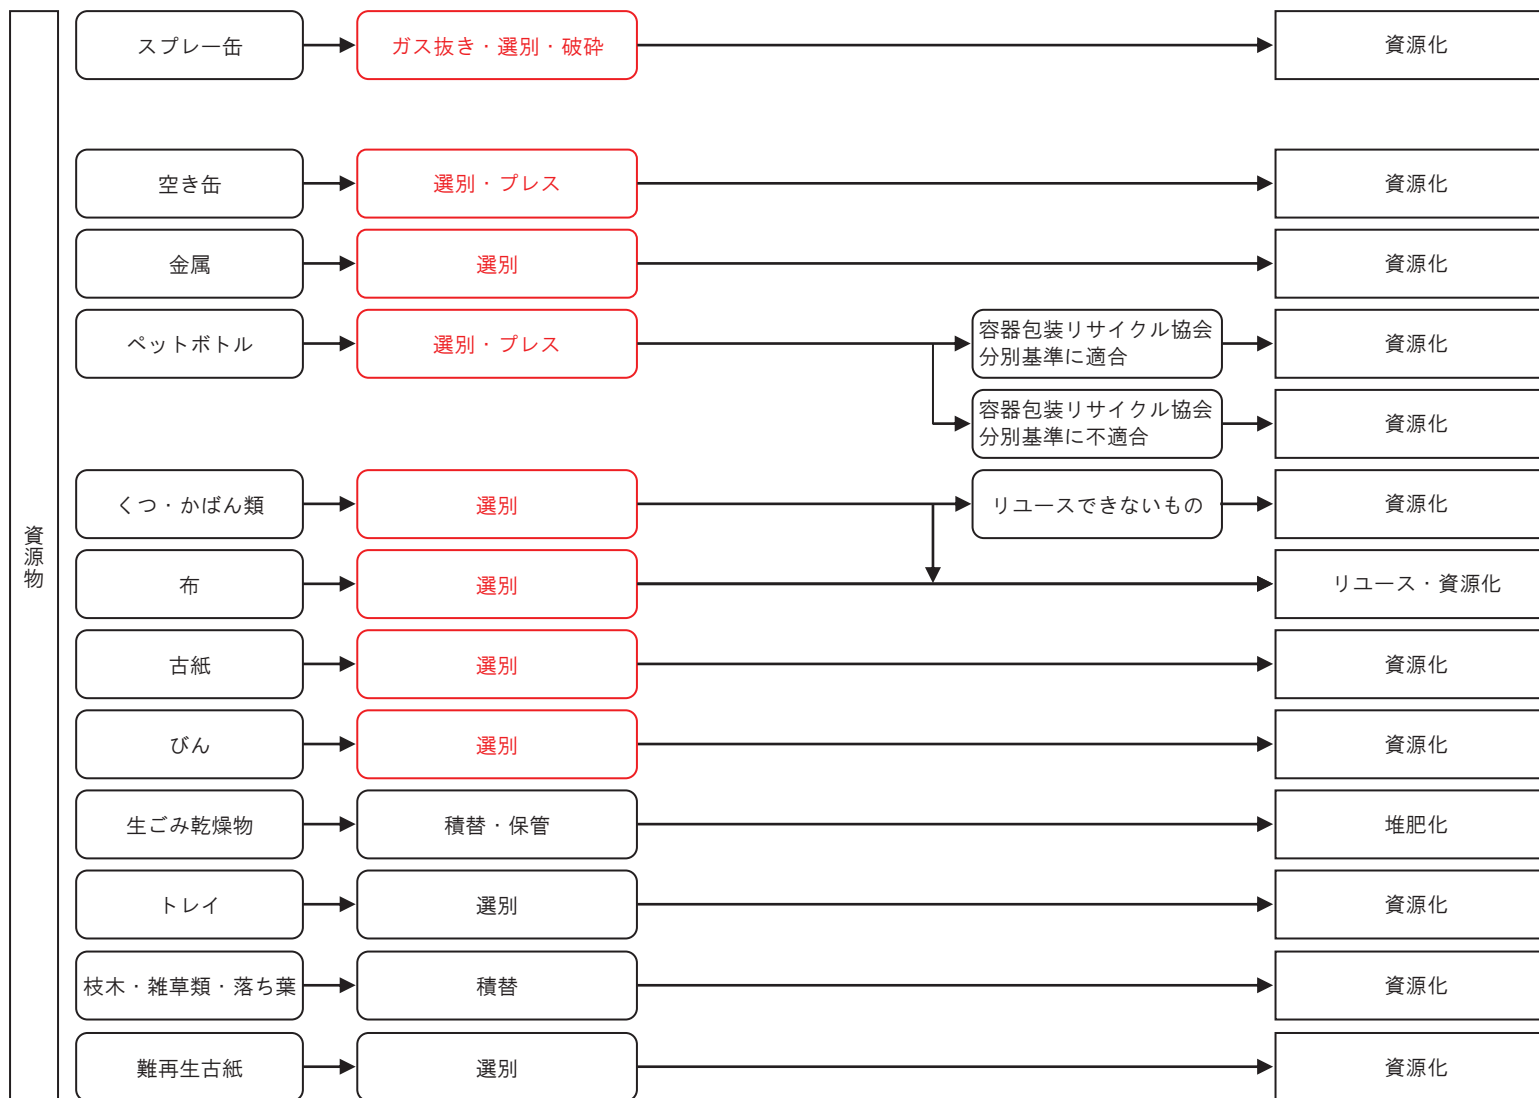 資源物
スプレー缶
ガス抜き・選別・破砕
資源化
空き缶
選別・プレス
資源化
金属
選別
資源化
ペットボトル
選別・プレス
容器包装リサイクル協会
分別基準に適合
資源化
容器包装リサイクル協会
分別基準に不適合
資源化
くつ・かばん類
選別
リユースできないもの
資源化
布
選別
リユース・資源化
古紙
選別
資源化
びん
選別
資源化
生ごみ乾燥物
積替・保管
堆肥化
トレイ
選別
資源化
枝木・雑草類・落ち葉
積替
資源化
難再生古紙
選別
資源化